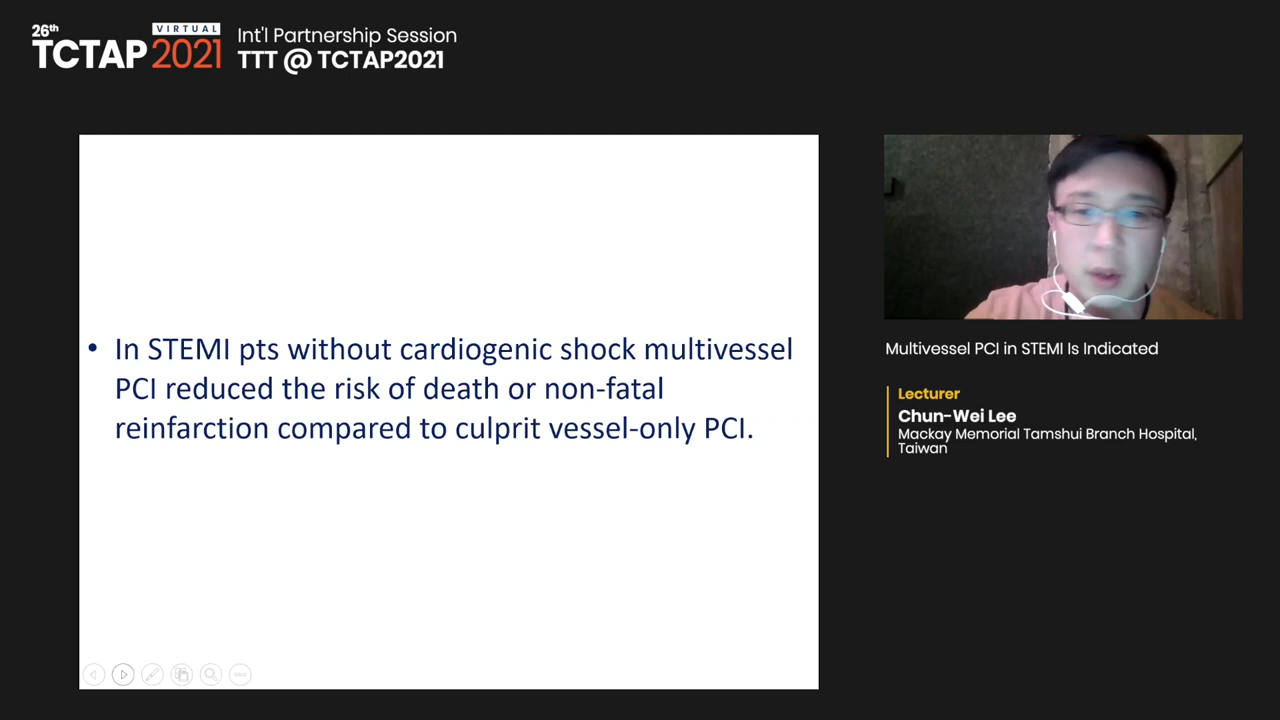 26th
VIRTUAL
TCTAP 2021
Int'l Partnership Session
TTT @ TCTAP2021
• In STEMI pts without cardiogenic shock multivessel
PCI reduced the risk of death or non-fatal
reinfarction compared to culprit vessel-only PCI.
Multivessel PCI in STEMI Is Indicated
Lecturer
Chun-Wei Lee
Mackay Memorial Tamshui Branch Hospital,
Taiwan